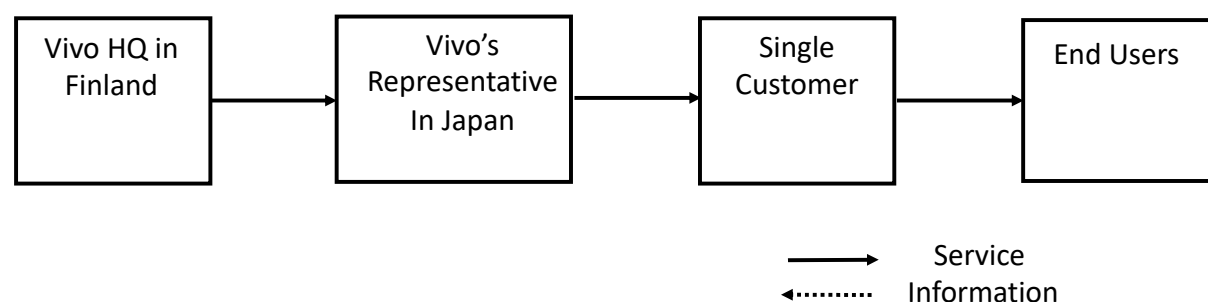 Vivo HQ in
Finland
Vivo’s
Representative
In Japan
Single
Customer
End Users
Service
Information